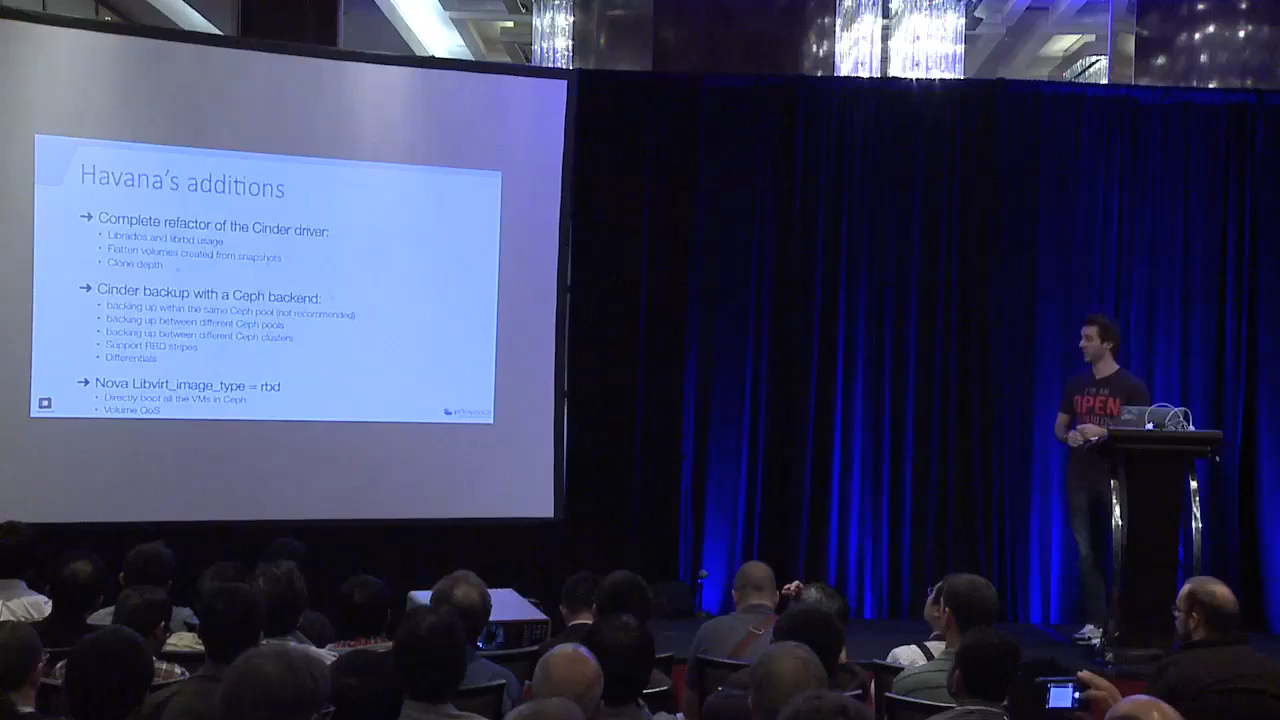 Havana's additions
➔ Complete refactor of the Cinder driver:
• Librados and librbd usage
• Flatten volumes created from snapshots
• Clone depth
➔ Cinder backup with a Ceph backend:
• backing up within the same Ceph pool (not recommended)
• backing up between different Ceph pools
• backing up between different Ceph clusters
• Support RBD stripes
• Differentials
➔ Nova Libvirt_image_type = rbd
• Directly boot all the VMs in Ceph
• Volume QoS
I'M AN
OPEN